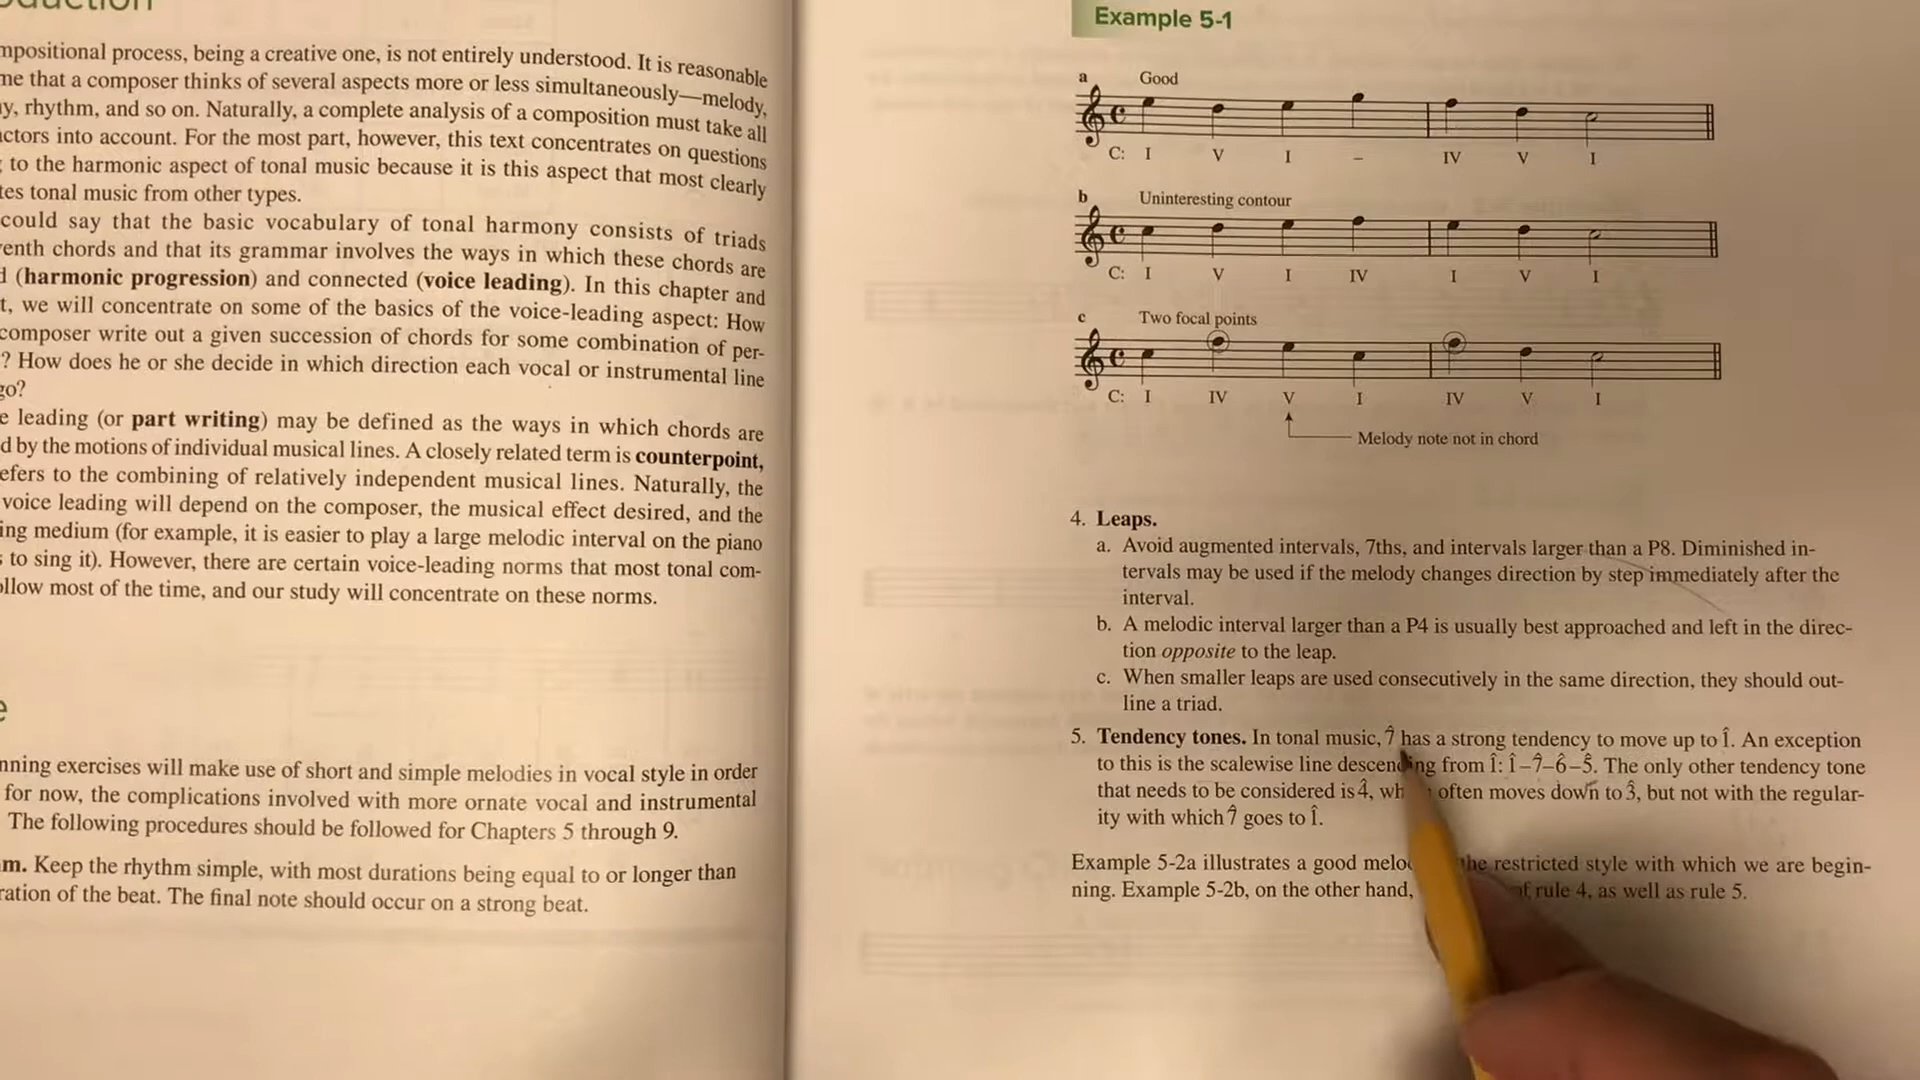 mpositional process, being a creative one, is not entirely understood. It is reasonable
me that a composer thinks of several aspects more or less simultaneously—melody,
y, rhythm, and so on. Naturally, a complete analysis of a composition must take all
ctors into account. For the most part, however, this text concentrates on questions
to the harmonic aspect of tonal music because it is this aspect that most clearly
tes tonal music from other types.
could say that the basic vocabulary of tonal harmony consists of triads
enth chords and that its grammar involves the ways in which these chords are
d (harmonic progression) and connected (voice leading). In this chapter and
t, we will concentrate on some of the basics of the voice-leading aspect: How
composer write out a given succession of chords for some combination of per-
? How does he or she decide in which direction each vocal or instrumental line
go?
e leading (or part writing) may be defined as the ways in which chords are
d by the motions of individual musical lines. A closely related term is counterpoint,
efers to the combining of relatively independent musical lines. Naturally, the
voice leading will depend on the composer, the musical effect desired, and the
ing medium (for example, it is easier to play a large melodic interval on the piano
to sing it). However, there are certain voice-leading norms that most tonal com-
ollow most of the time, and our study will concentrate on these norms.
e
nning exercises will make use of short and simple melodies in vocal style in order
for now, the complications involved with more ornate vocal and instrumental
The following procedures should be followed for Chapters 5 through 9.
m. Keep the rhythm simple, with most durations being equal to or longer than
ration of the beat. The final note should occur on a strong beat.
Example 5-1
a Good
C: I V I – IV V I
b Uninteresting contour
C: I V I IV I V I
c Two focal points
C: I IV V I IV V I
Melody note not in chord
4. Leaps.
a. Avoid augmented intervals, 7ths, and intervals larger than a P8. Diminished in-
tervals may be used if the melody changes direction by step immediately after the
interval.
b. A melodic interval larger than a P4 is usually best approached and left in the direc-
tion opposite to the leap.
c. When smaller leaps are used consecutively in the same direction, they should out-
line a triad.
5. Tendency tones. In tonal music, 7̂ has a strong tendency to move up to 1̂. An exception
to this is the scalewise line descending from 1̂: 1̂–7̂–6̂–5̂. The only other tendency tone
that needs to be considered is 4̂, often moves down to 3̂, but not with the regular-
ity with which 7̂ goes to 1̂.
Example 5-2a illustrates a good the restricted style with which we are begin-
ning. Example 5-2b, on the other hand, of rule 4, as well as rule 5.